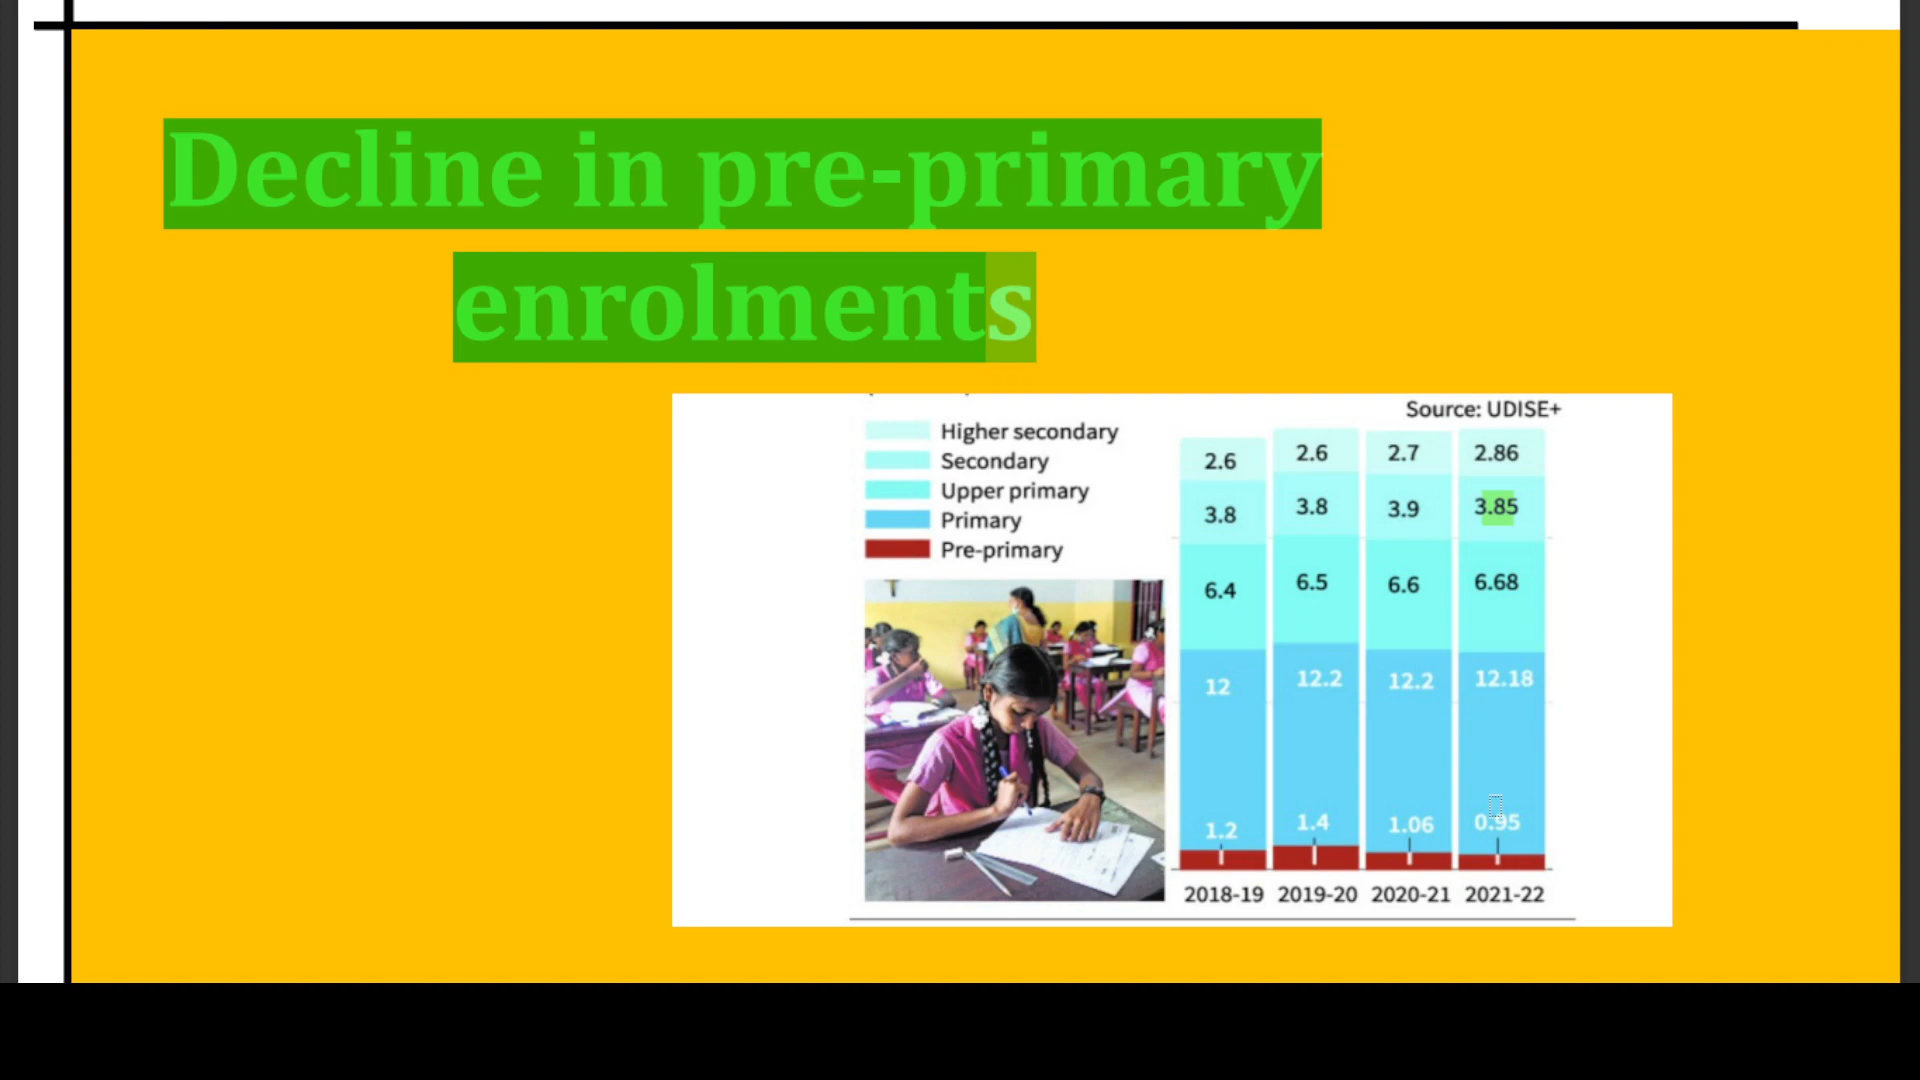 Decline in pre-primary
enrolments
Source: UDISE+
Higher secondary
Secondary
Upper primary
Primary
Pre-primary
2.6 2.6 2.7 2.86
3.8 3.8 3.9 3.85
6.4 6.5 6.6 6.68
12 12.2 12.2 12.18
1.2 1.4 1.06 0.95
2018-19 2019-20 2020-21 2021-22